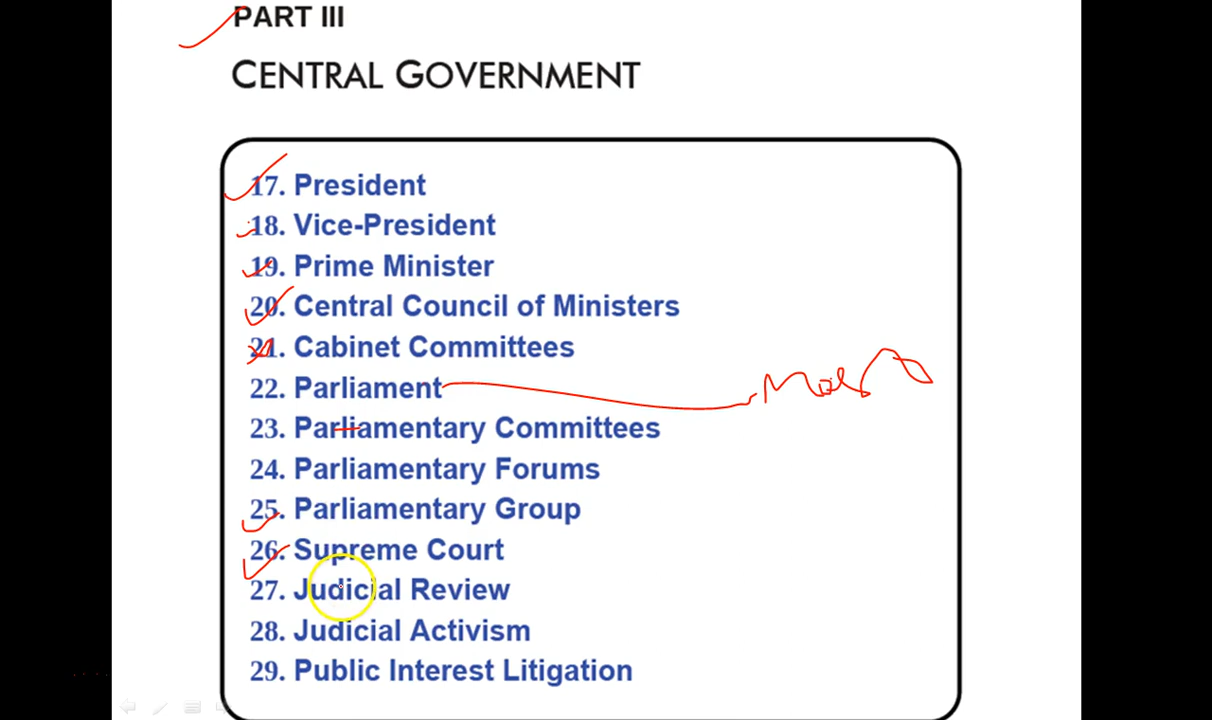 PART III
CENTRAL GOVERNMENT
17. President
18. Vice-President
19. Prime Minister
20. Central Council of Ministers
21. Cabinet Committees
22. Parliament
23. Parliamentary Committees
24. Parliamentary Forums
25. Parliamentary Group
26. Supreme Court
27. Judicial Review
28. Judicial Activism
29. Public Interest Litigation